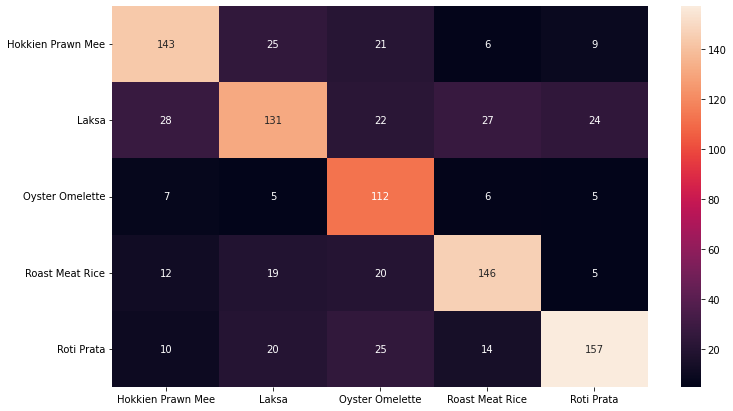 Hokkien Prawn Mee 143 25 21 6 9
Laksa 28 131 22 27 24
Oyster Omelette 7 5 112 6 5
Roast Meat Rice 12 19 20 146 5
Roti Prata 10 20 25 14 157
Hokkien Prawn Mee Laksa Oyster Omelette Roast Meat Rice Roti Prata
140
120
100
80
60
40
20